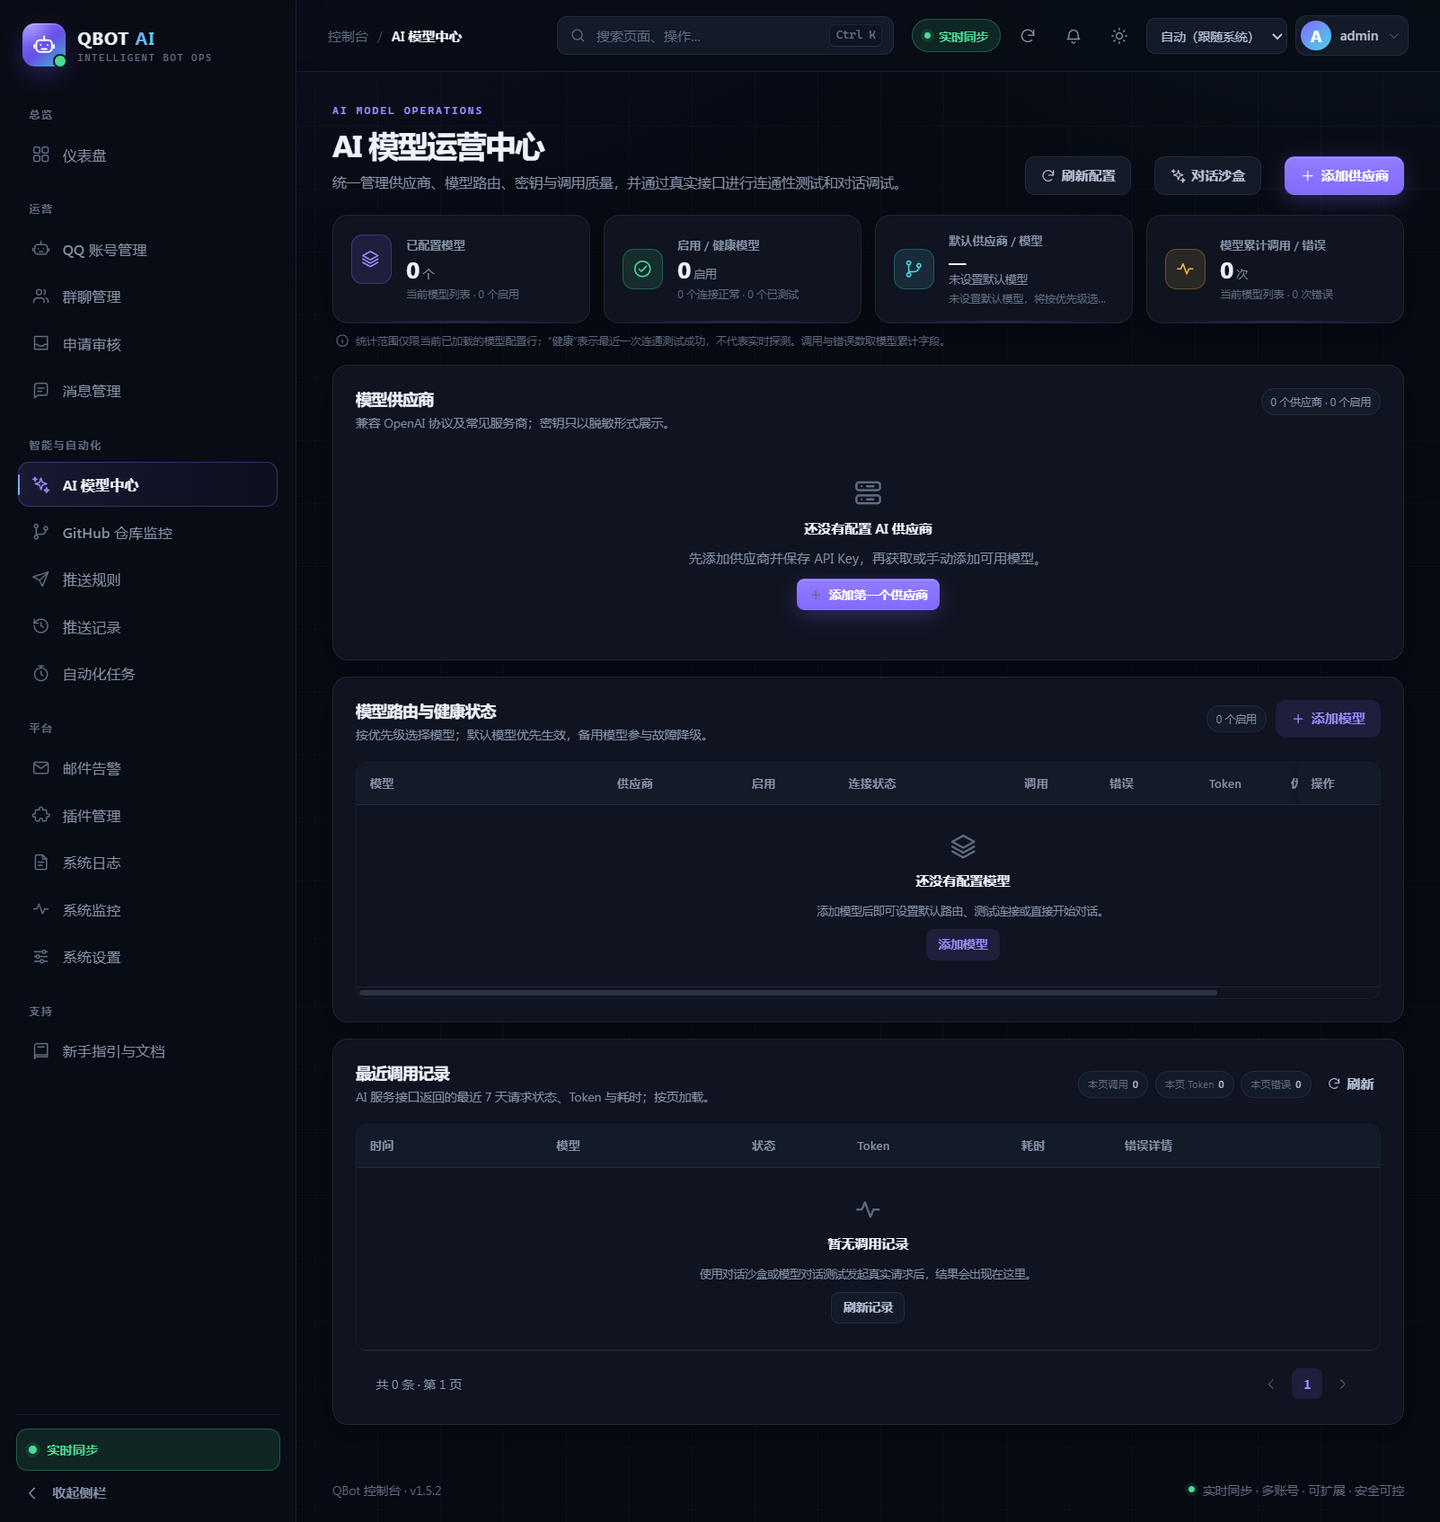 QBOT AI
INTELLIGENT BOT OPS
控制台 / AI 模型中心
搜索页面、操作...
Ctrl K
实时同步
自动（跟随系统）
A
admin
总览
仪表盘
运营
QQ 账号管理
群聊管理
申请审核
消息管理
智能与自动化
AI 模型中心
GitHub 仓库监控
推送规则
推送记录
自动化任务
平台
邮件告警
插件管理
系统日志
系统监控
系统设置
支持
新手指引与文档
实时同步
收起侧栏
AI MODEL OPERATIONS
AI 模型运营中心
统一管理供应商、模型路由、密钥与调用质量，并通过真实接口进行连通性测试和对话调试。
刷新配置
对话沙盒
添加供应商
已配置模型
0 个
当前模型列表 · 0 个启用
启用 / 健康模型
0 启用
0 个连接正常 · 0 个已测试
默认供应商 / 模型
—
未设置默认模型
未设置默认模型，将按优先级选...
模型累计调用 / 错误
0 次
当前模型列表 · 0 次错误
统计范围仅限当前已加载的模型配置行；“健康”表示最近一次连通测试成功，不代表实时探测。调用与错误数取模型累计字段。
模型供应商
兼容 OpenAI 协议及常见服务商；密钥只以脱敏形式展示。
0 个供应商 · 0 个启用
还没有配置 AI 供应商
先添加供应商并保存 API Key，再获取或手动添加可用模型。
添加第一个供应商
模型路由与健康状态
按优先级选择模型；默认模型优先生效，备用模型参与故障降级。
0 个启用
添加模型
模型 供应商 启用 连接状态 调用 错误 Token 操作
还没有配置模型
添加模型后即可设置默认路由、测试连接或直接开始对话。
添加模型
最近调用记录
AI 服务接口返回的最近 7 天请求状态、Token 与耗时；按页加载。
本页调用 0
本页 Token 0
本页错误 0
刷新
时间 模型 状态 Token 耗时 错误详情
暂无调用记录
使用对话沙盒或模型对话测试发起真实请求后，结果会出现在这里。
刷新记录
共 0 条 · 第 1 页
1
QBot 控制台 · v1.5.2
实时同步 · 多账号 · 可扩展 · 安全可控